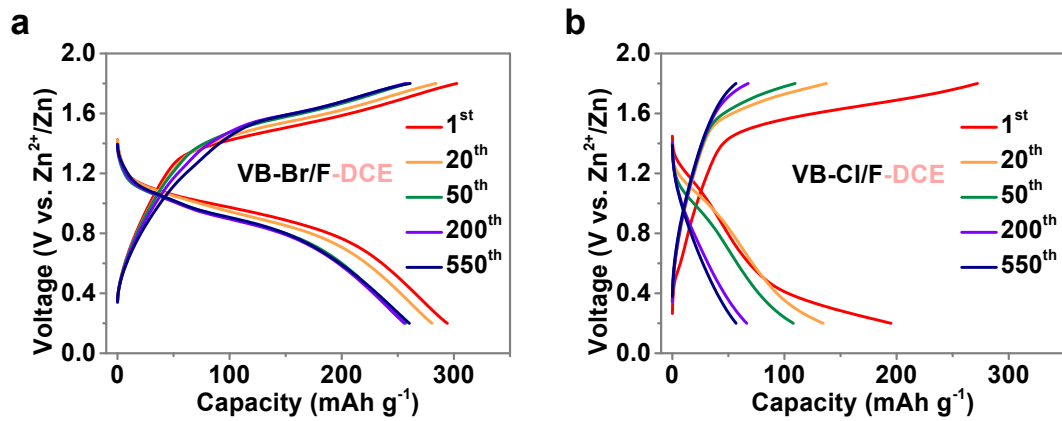 a
2.0
1.6
1.2
0.8
0.4
0.0
Voltage (V vs. Zn²⁺/Zn)
0 100 200 300
Capacity (mAh g⁻¹)
VB-Br/F-DCE
1ˢᵗ
20ᵗʰ
50ᵗʰ
200ᵗʰ
550ᵗʰ
b
2.0
1.6
1.2
0.8
0.4
0.0
Voltage (V vs. Zn²⁺/Zn)
0 100 200 300
Capacity (mAh g⁻¹)
VB-Cl/F-DCE
1ˢᵗ
20ᵗʰ
50ᵗʰ
200ᵗʰ
550ᵗʰ